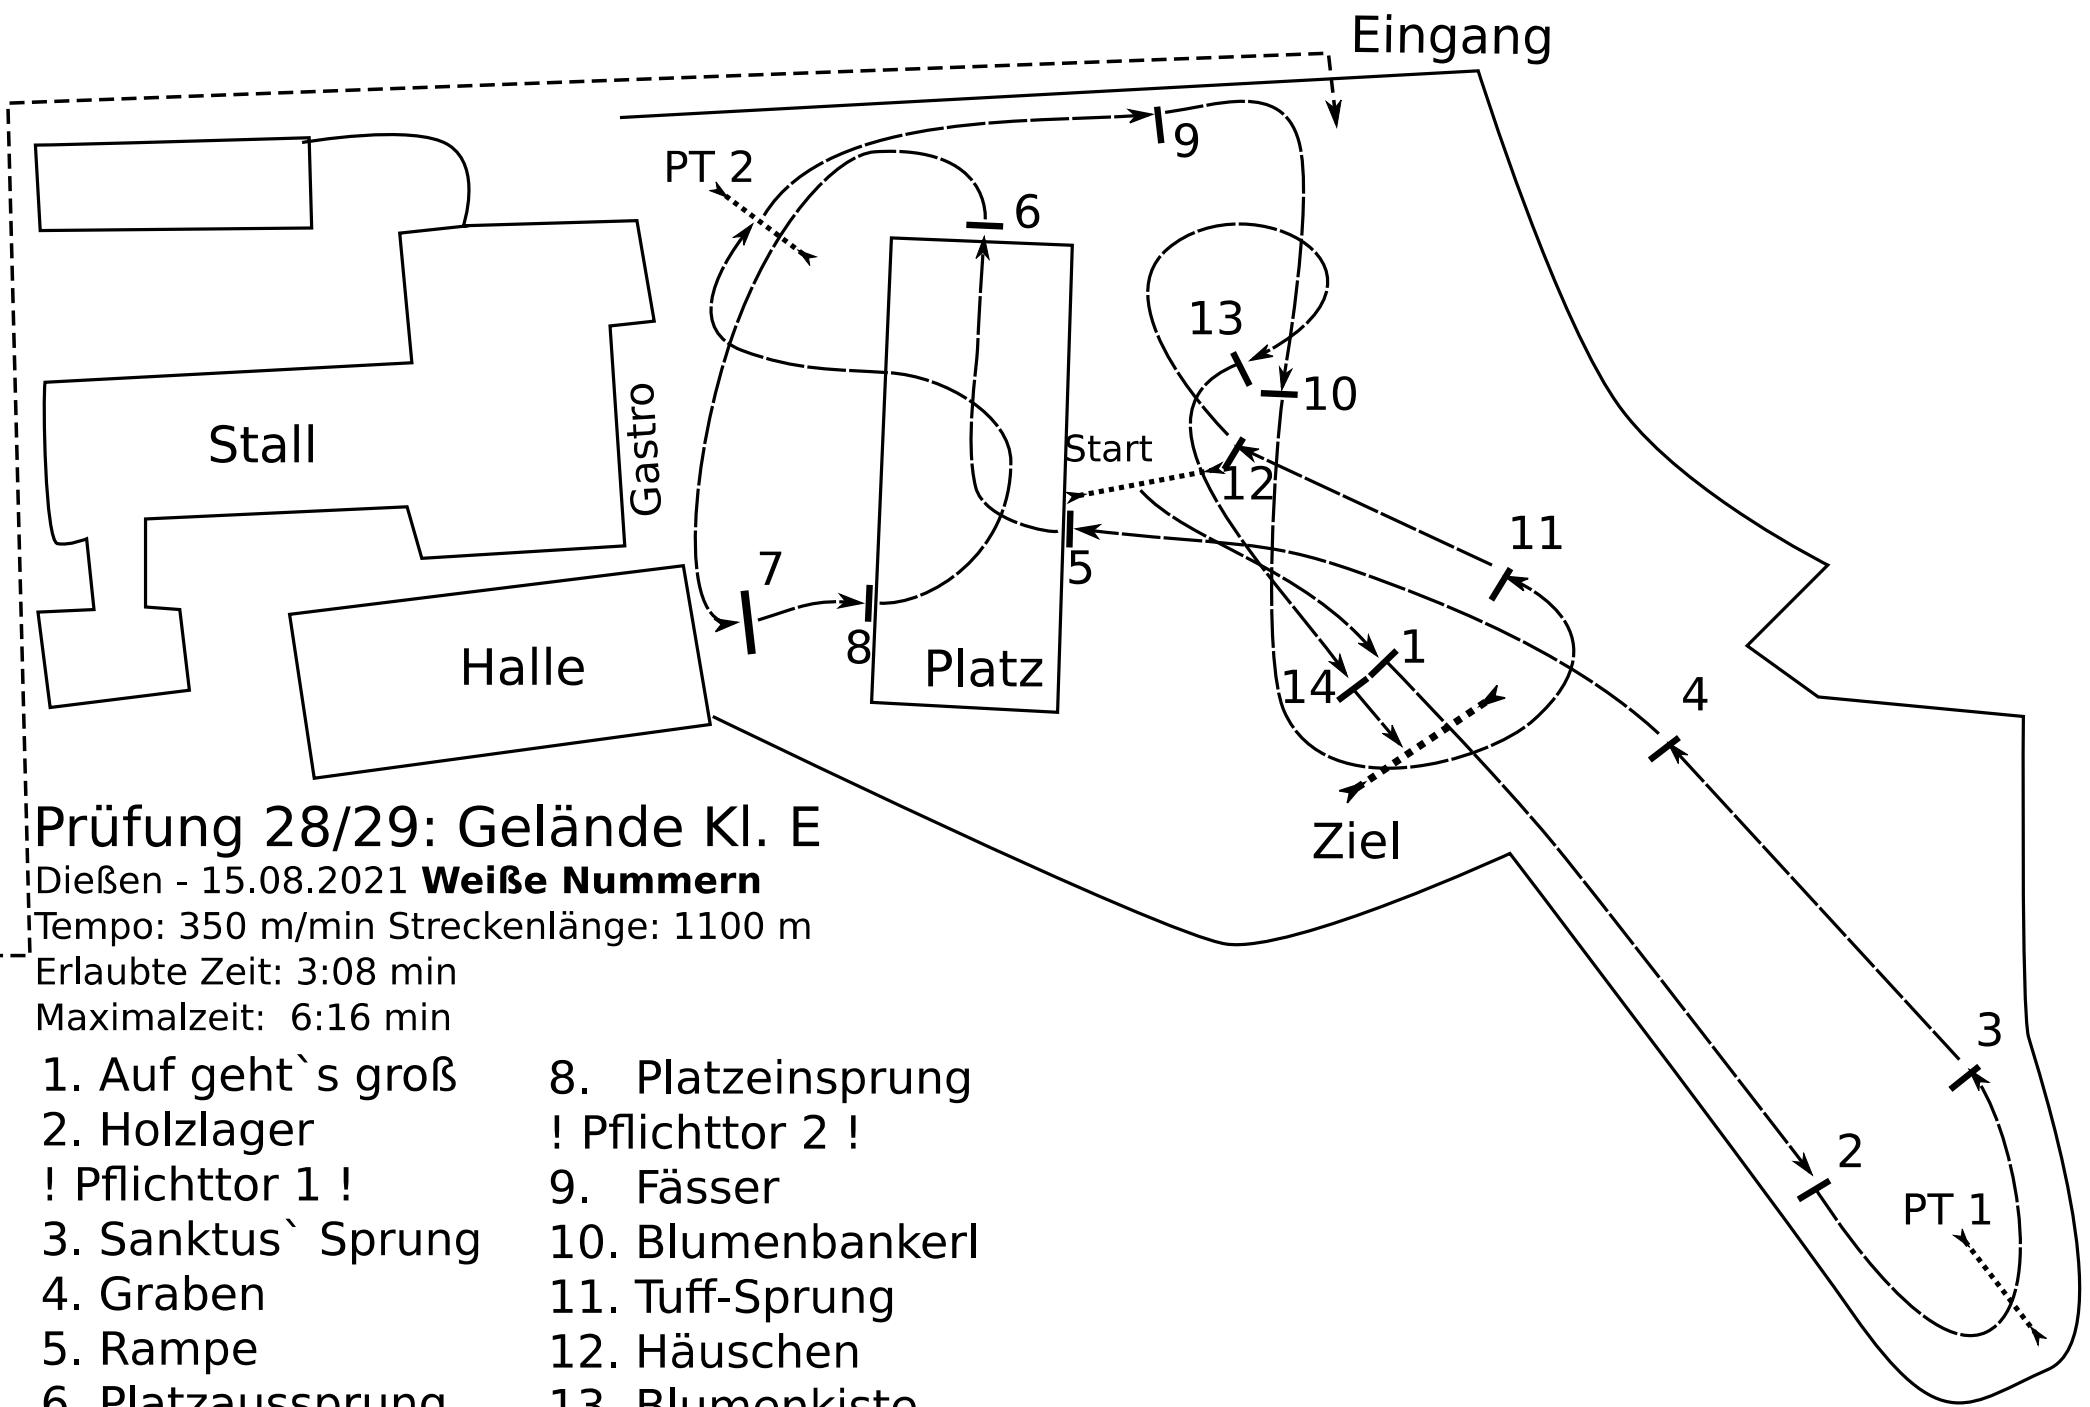 Eingang
9
PT 2
6
13
10
Gastro
Stall
Start
12
11
7
5
8
1
Halle
Platz
14
4
Ziel
Prüfung 28/29: Gelände Kl. E
Dießen - 15.08.2021 Weiße Nummern
Tempo: 350 m/min Streckenlänge: 1100 m
Erlaubte Zeit: 3:08 min
Maximalzeit: 6:16 min
3
2
PT 1
1. Auf geht`s groß
2. Holzlager
! Pflichttor 1 !
3. Sanktus` Sprung
4. Graben
5. Rampe
6. Platzaussprung
8. Platzeinsprung
! Pflichttor 2 !
9. Fässer
10. Blumenbankerl
11. Tuff-Sprung
12. Häuschen
13. Blumenkiste